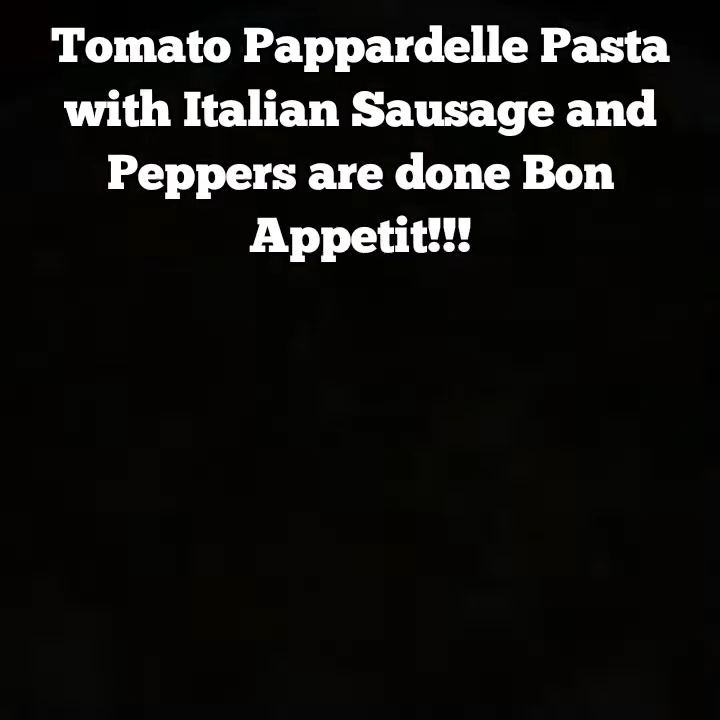 Tomato Pappardelle Pasta
with Italian Sausage and
Peppers are done Bon
Appetit!!!